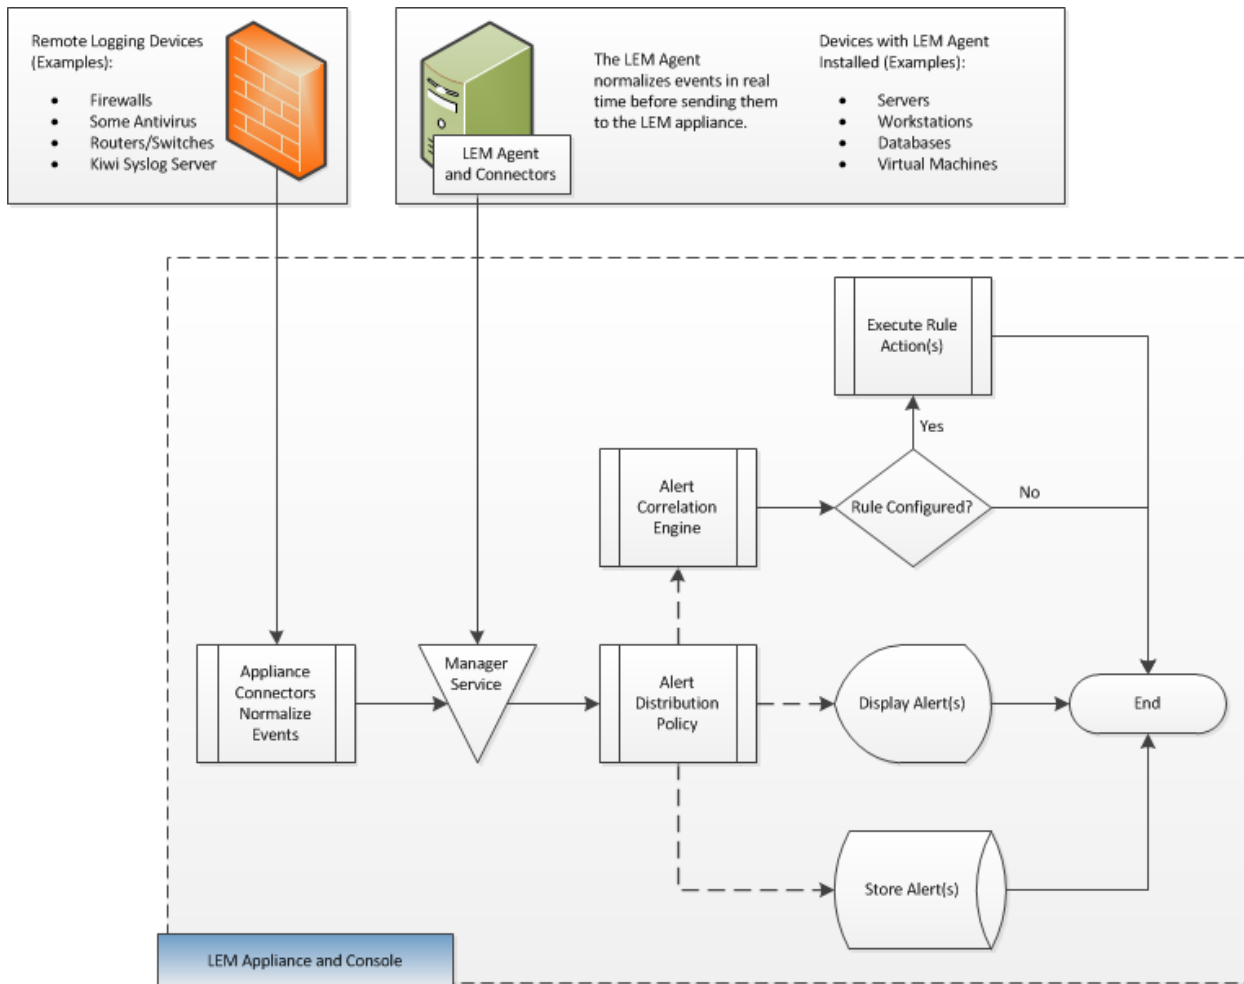 Remote Logging Devices
(Examples):
• Firewalls
• Some Antivirus
• Routers/Switches
• Kiwi Syslog Server
LEM Agent
and Connectors
The LEM Agent
normalizes events in real
time before sending them
to the LEM appliance.
Devices with LEM Agent
Installed (Examples):
• Servers
• Workstations
• Databases
• Virtual Machines
Execute Rule
Action(s)
Yes
Alert
Correlation
Engine
Rule Configured?
No
Appliance
Connectors
Normalize
Events
Manager
Service
Alert
Distribution
Policy
Display Alert(s)
End
Store Alert(s)
LEM Appliance and Console